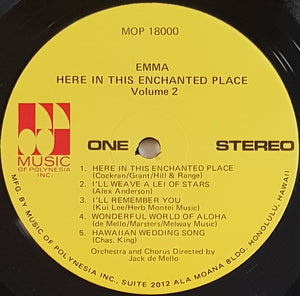 MOP 18000
EMMA
HERE IN THIS ENCHANTED PLACE
Volume 2
MUSIC
OF POLYNESIA
INC.
ONE
STEREO
1 HERE IN THIS ENCHANTED PLACE
(Cockran/Grant/Hill & Range)
2 I'LL WEAVE A LEI OF STARS
(Alex Anderson)
3 I'LL REMEMBER YOU
(Kui Lee/Herb Montei Music)
4 WONDERFUL WORLD OF ALOHA
(de Mello/Marsters/Melway Music)
5 HAWAIIAN WEDDING SONG
(Chas. King)
Orchestra and Chorus Directed by
Jack de Mello
MFG. BY MUSIC OF POLYNESIA INC., SUITE 2012 ALA MOANA BLDG. HONOLULU, HAWAII